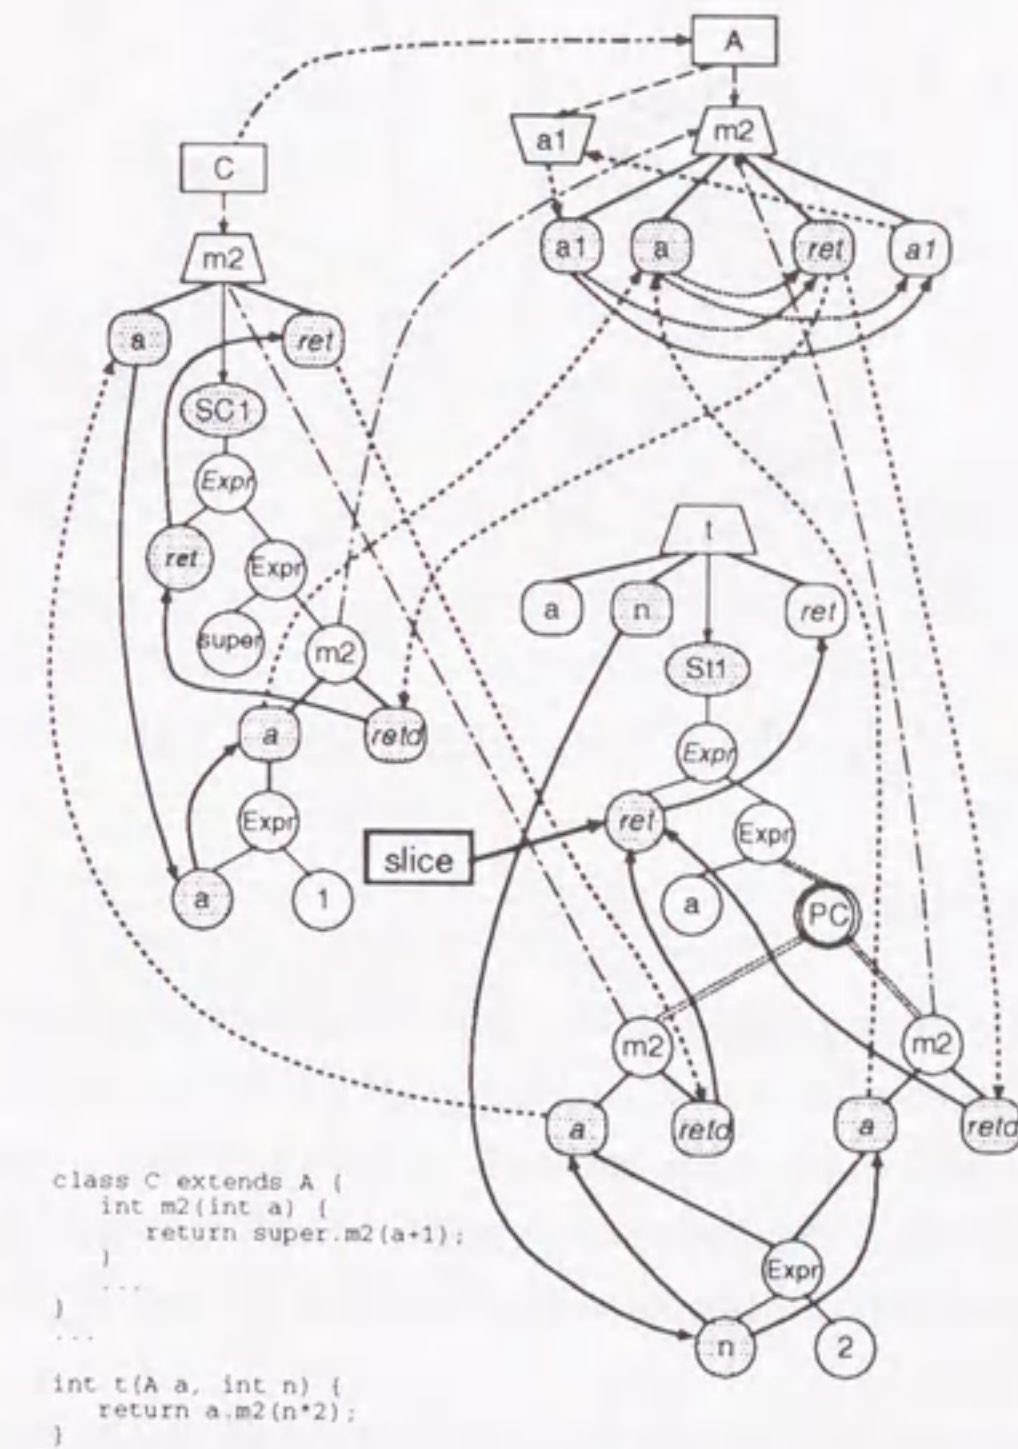 A
a1
m2
C
m2
a1
a
ret
a1
a
ret
SC1
Expr
ret
Expr
super
m2
a
retd
Expr
a
1
t
a
n
ret
St1
Expr
ret
Expr
slice
a
PC
m2
m2
a
retd
a
retd
Expr
n
2
class C extends A {
int m2(int a) {
return super.m2(a+1);
}
...
}
...
int t(A a, int n) {
return a.m2(n*2);
}